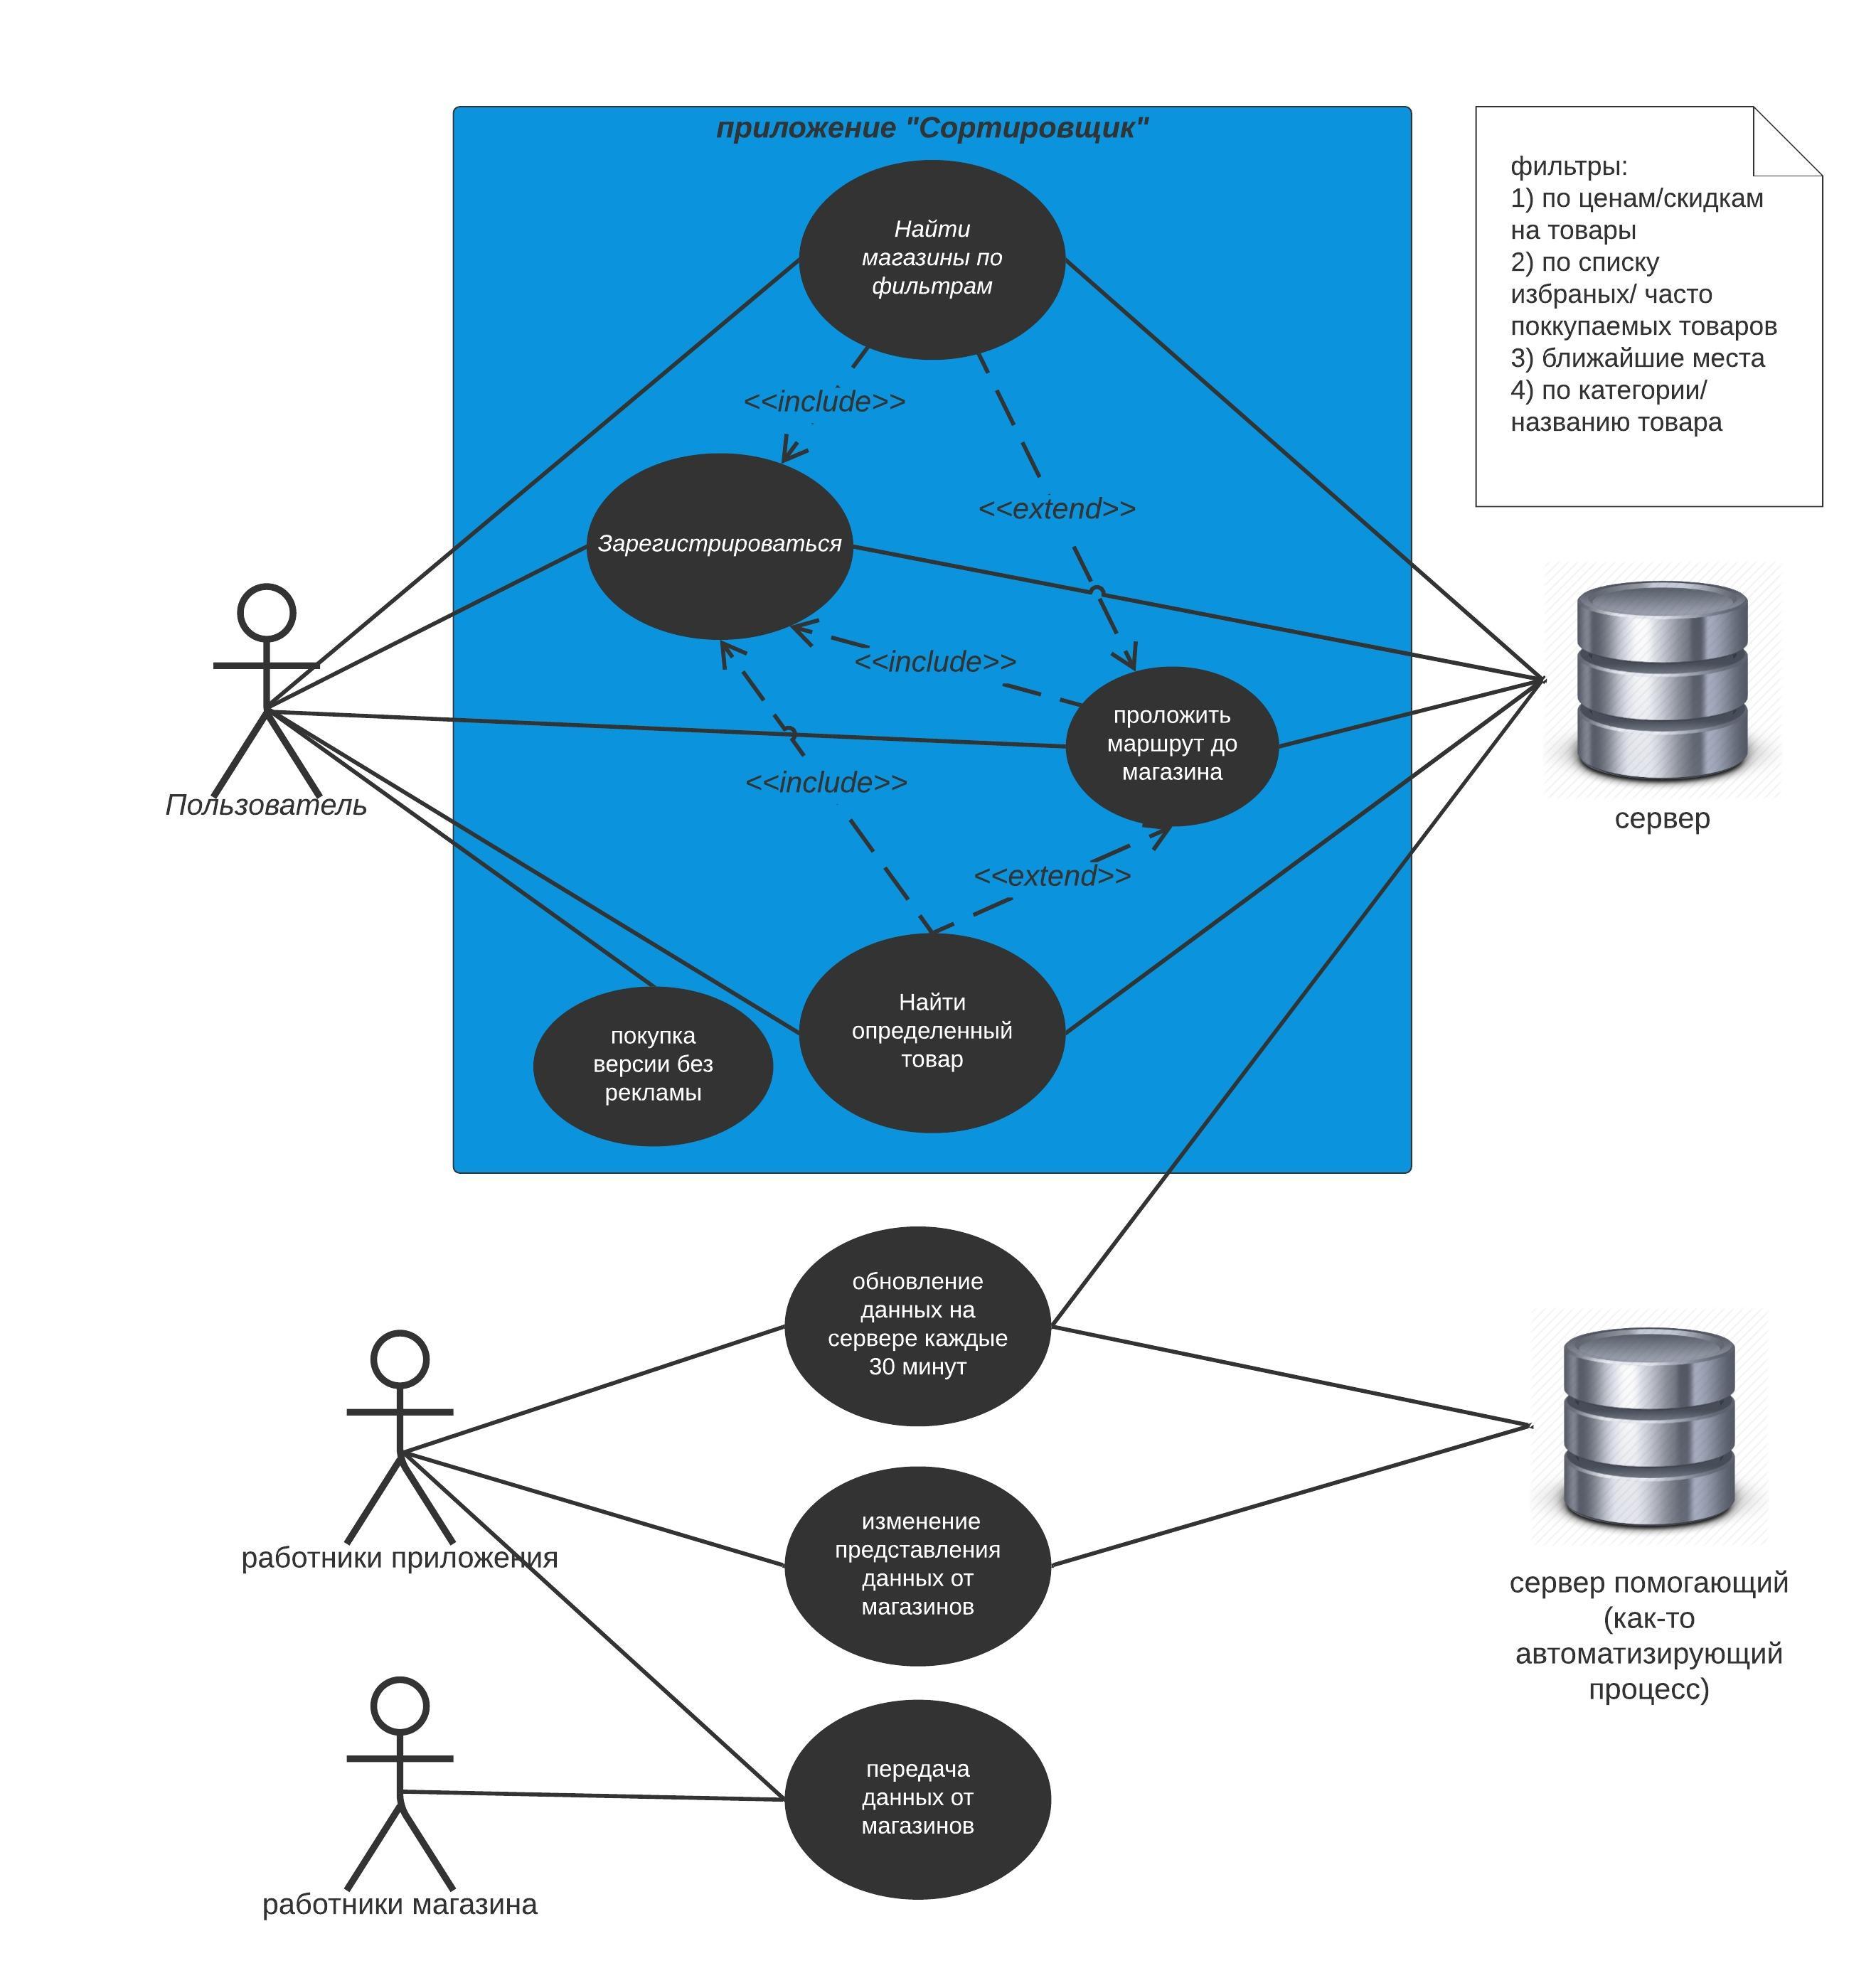 приложение "Сортировщик"
Найти
магазины по
фильтрам
фильтры:
1) по ценам/скидкам
на товары
2) по списку
избраных/ часто
поккупаемых товаров
3) ближайшие места
4) по категории/
названию товара
<<include>>
<<extend>>
Зарегистрироваться
<<include>>
проложить
маршрут до
магазина
Пользователь
<<include>>
сервер
<<extend>>
Найти
определенный
товар
покупка
версии без
рекламы
обновление
данных на
сервере каждые
30 минут
работники приложения
изменение
представления
данных от
магазинов
сервер помогающий
(как-то
автоматизирующий
процесс)
передача
данных от
магазинов
работники магазина